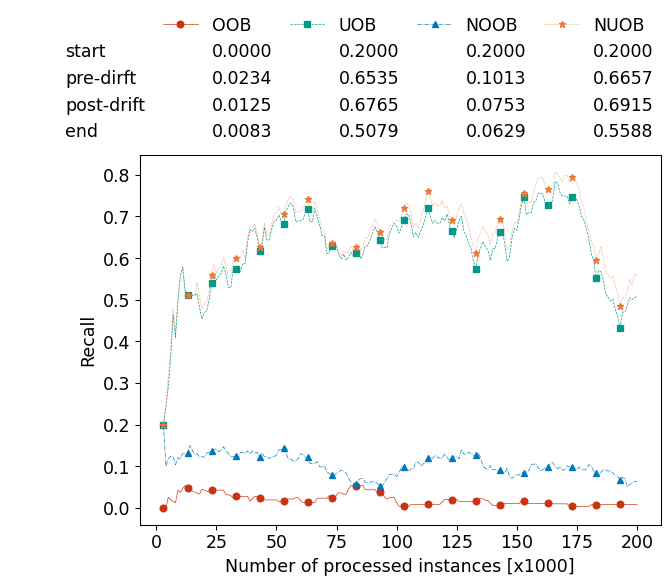 OOB UOB NOOB NUOB
start 0.0000 0.2000 0.2000 0.2000
pre-dirft 0.0234 0.6535 0.1013 0.6657
post-drift 0.0125 0.6765 0.0753 0.6915
end 0.0083 0.5079 0.0629 0.5588
0.8
0.7
0.6
0.5
0.4
0.3
0.2
0.1
0.0
Recall
0 25 50 75 100 125 150 175 200
Number of processed instances [x1000]